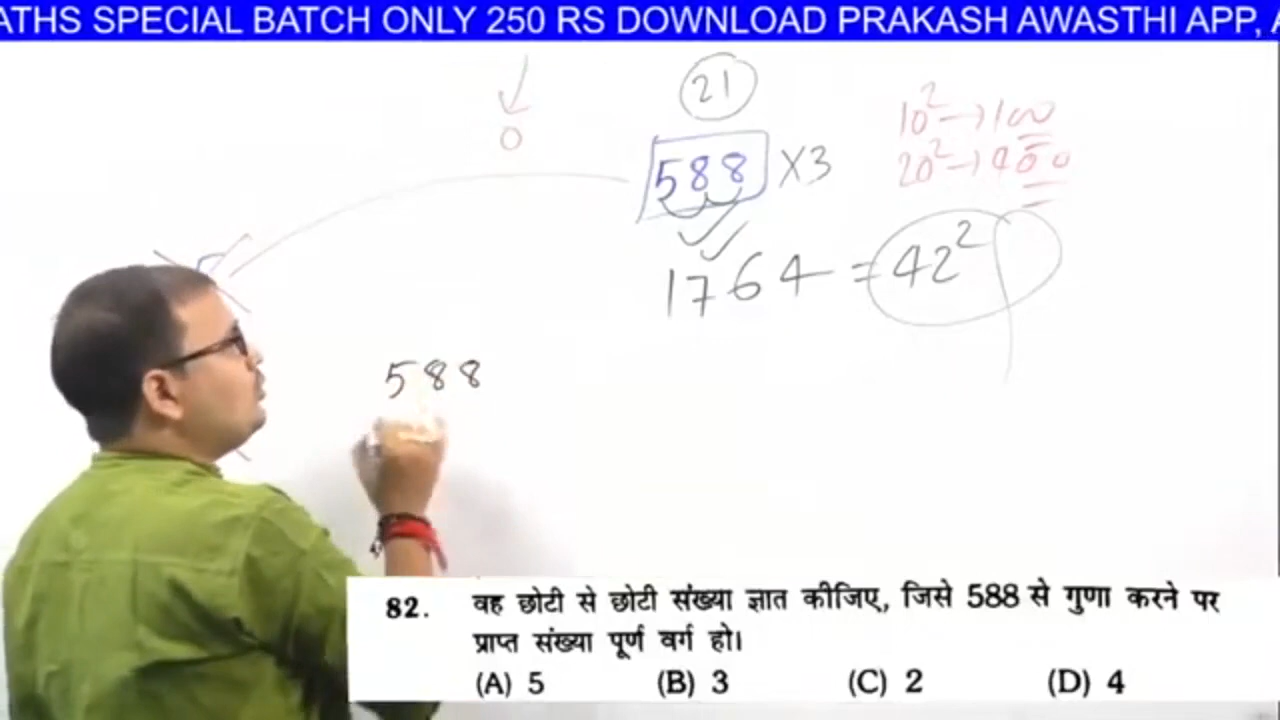 ATHS SPECIAL BATCH ONLY 250 RS DOWNLOAD PRAKASH AWASTHI APP, A
21
0
588 X3
10² → 100
20² → 400
1764 = 42²
588
82. वह छोटी से छोटी संख्या ज्ञात कीजिए, जिसे 588 से गुणा करने पर
प्राप्त संख्या पूर्ण वर्ग हो।
(A) 5 (B) 3 (C) 2 (D) 4